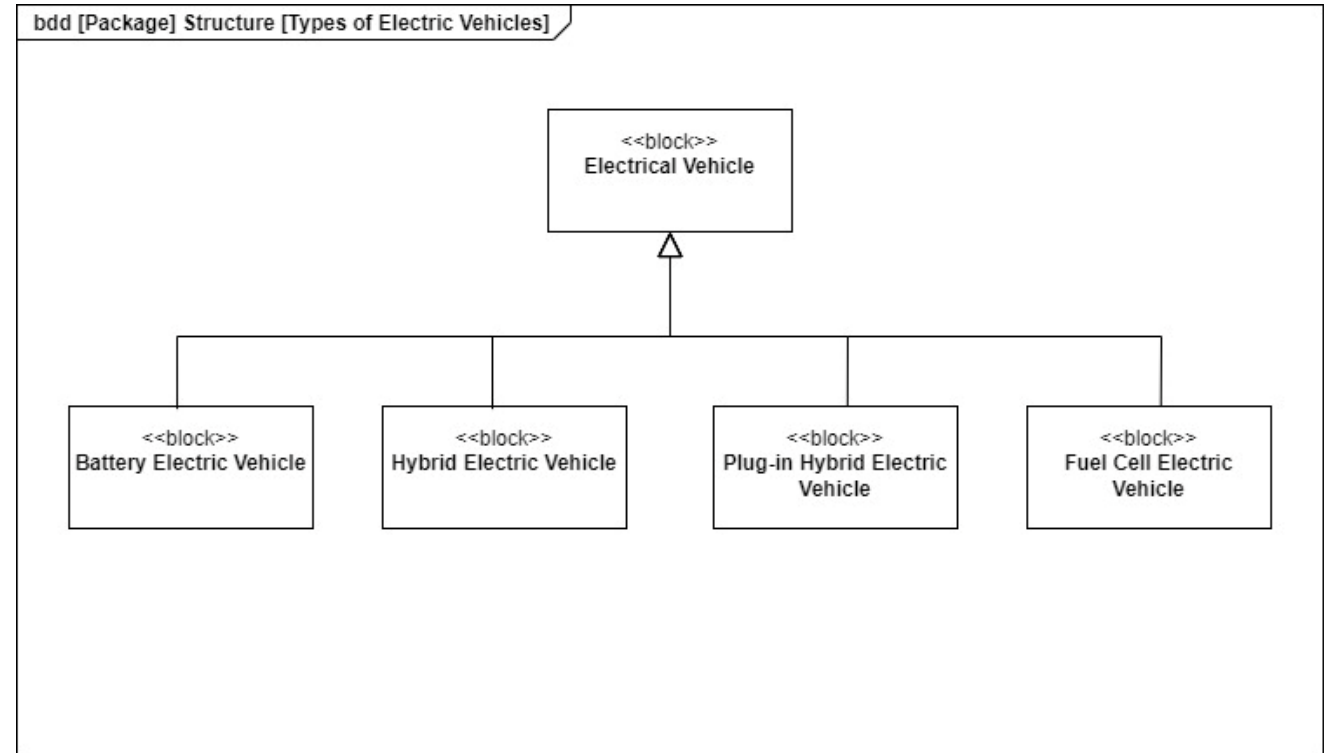 bdd [Package] Structure [Types of Electric Vehicles]
<<block>>
Electrical Vehicle
<<block>>
Battery Electric Vehicle
<<block>>
Hybrid Electric Vehicle
<<block>>
Plug-in Hybrid Electric
Vehicle
<<block>>
Fuel Cell Electric
Vehicle